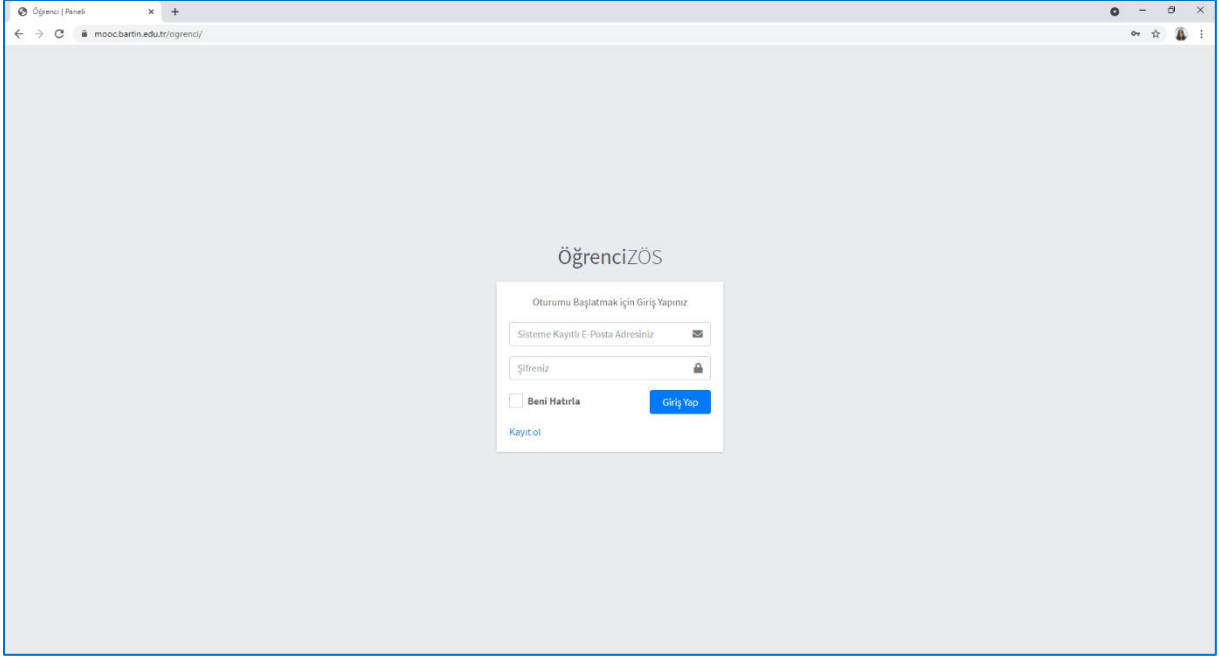 Öğrenci | Paneli
mooc.bartin.edu.tr/ogrenci/
ÖğrenciZÖS
Oturumu Başlatmak için Giriş Yapınız
Sisteme Kayıtlı E-Posta Adresiniz
Şifreniz
Beni Hatırla Giriş Yap
Kayıt ol